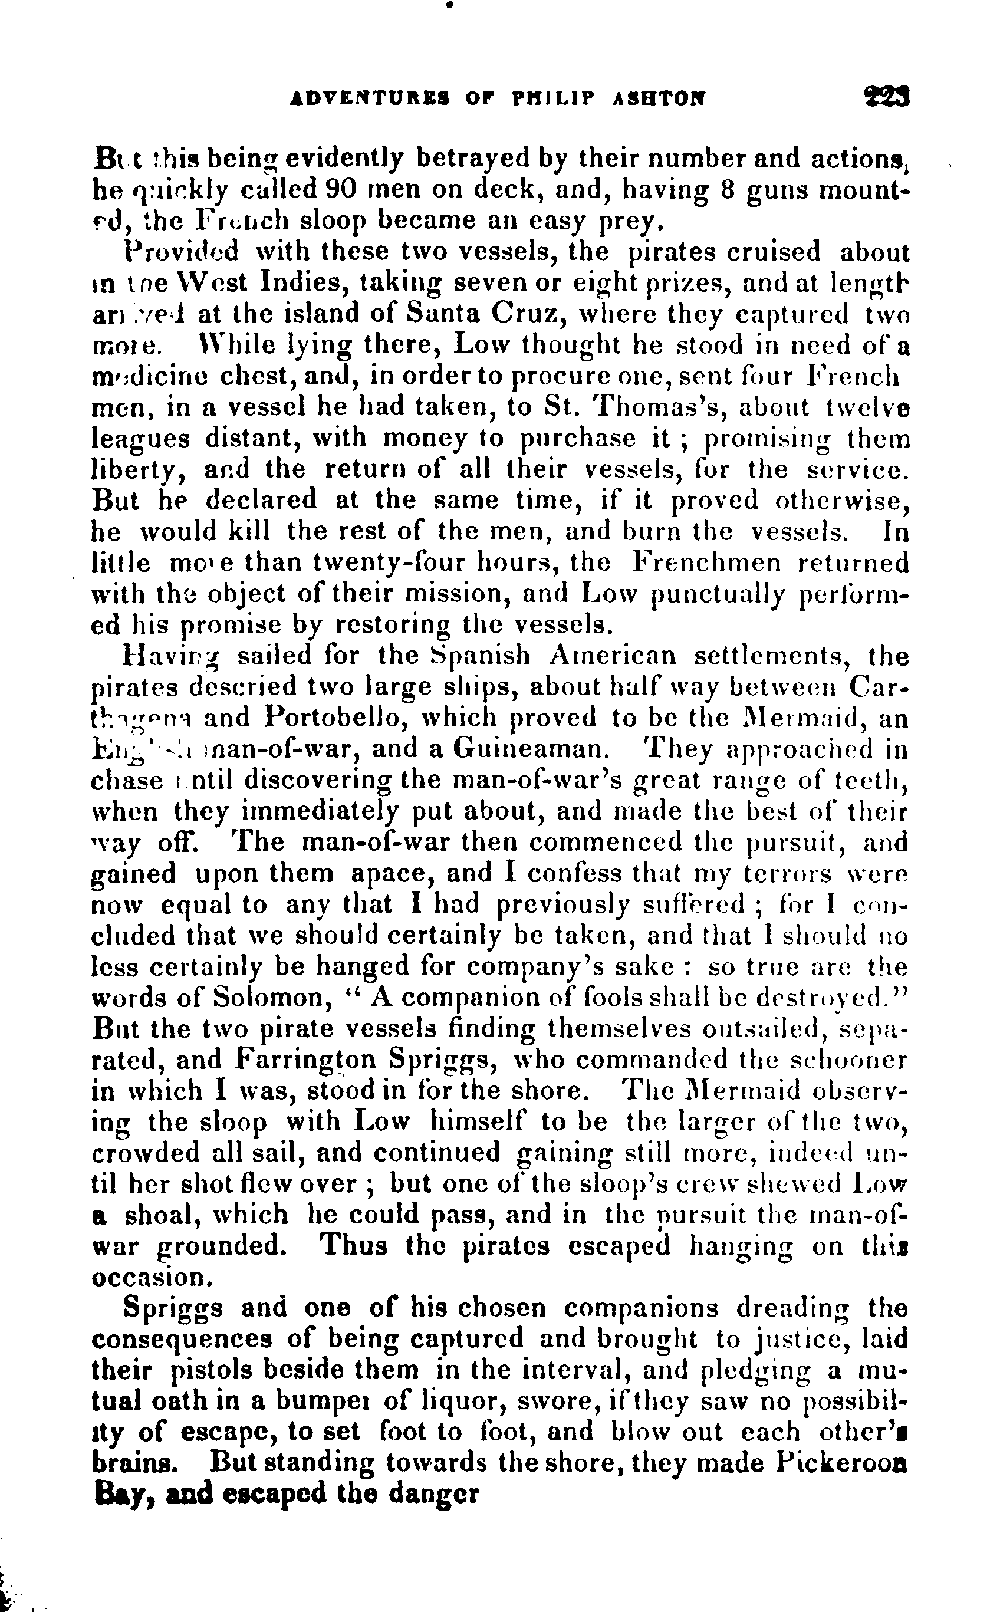 ADVENTURES OF PHILIP ASHTON 223
But this being evidently betrayed by their number and actions,
he quickly called 90 men on deck, and, having 8 guns mount-
ed, the French sloop became an easy prey.
Provided with these two vessels, the pirates cruised about
in the West Indies, taking seven or eight prizes, and at length
arrived at the island of Santa Cruz, where they captured two
more. While lying there, Low thought he stood in need of a
medicine chest, and, in order to procure one, sent four French
men, in a vessel he had taken, to St. Thomas's, about twelve
leagues distant, with money to purchase it ; promising them
liberty, and the return of all their vessels, for the service.
But he declared at the same time, if it proved otherwise,
he would kill the rest of the men, and burn the vessels. In
little more than twenty-four hours, the Frenchmen returned
with the object of their mission, and Low punctually perform-
ed his promise by restoring the vessels.
Having sailed for the Spanish American settlements, the
pirates descried two large ships, about half way between Car-
thagena and Portobello, which proved to be the Mermaid, an
English man-of-war, and a Guineaman. They approached in
chase until discovering the man-of-war's great range of teeth,
when they immediately put about, and made the best of their
way off. The man-of-war then commenced the pursuit, and
gained upon them apace, and I confess that my terrors were
now equal to any that I had previously suffered ; for I con-
cluded that we should certainly be taken, and that I should no
less certainly be hanged for company's sake : so true are the
words of Solomon, " A companion of fools shall be destroyed."
But the two pirate vessels finding themselves outsailed, sepa-
rated, and Farrington Spriggs, who commanded the schooner
in which I was, stood in for the shore. The Mermaid observ-
ing the sloop with Low himself to be the larger of the two,
crowded all sail, and continued gaining still more, indeed un-
til her shot flew over ; but one of the sloop's crew shewed Low
a shoal, which he could pass, and in the pursuit the man-of-
war grounded. Thus the pirates escaped hanging on this
occasion.
Spriggs and one of his chosen companions dreading the
consequences of being captured and brought to justice, laid
their pistols beside them in the interval, and pledging a mu-
tual oath in a bumper of liquor, swore, if they saw no possibil-
ity of escape, to set foot to foot, and blow out each other's
brains. But standing towards the shore, they made Pickeroon
Bay, and escaped the danger